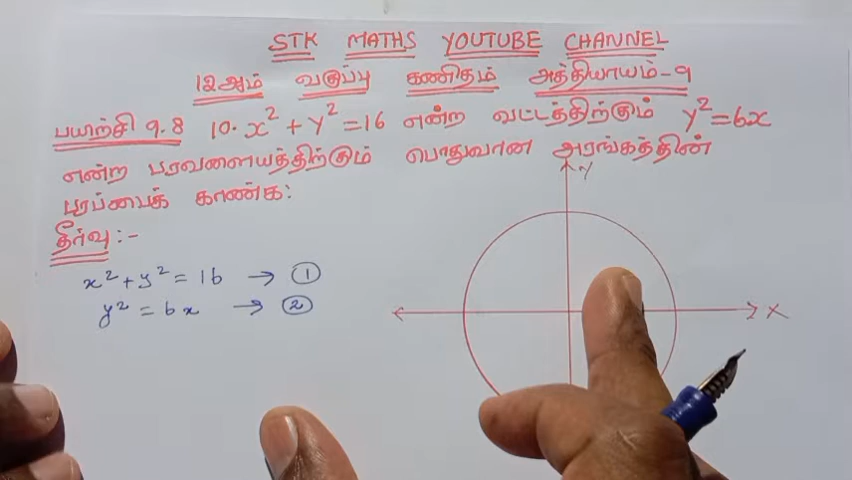 STK MATHS YOUTUBE CHANNEL
12ஆம் வகுப்பு கணிதம் அத்தியாயம்-9
பயிற்சி 9.8 10. x² + y² = 16 என்ற வட்டத்திற்கும் y² = 6x
என்ற பரவளையத்திற்கும் பொதுவான அரங்கத்தின்
பரப்பைக் காண்க:
தீர்வு :-
x² + y² = 16 → ①
y² = 6x → ②
Y
X